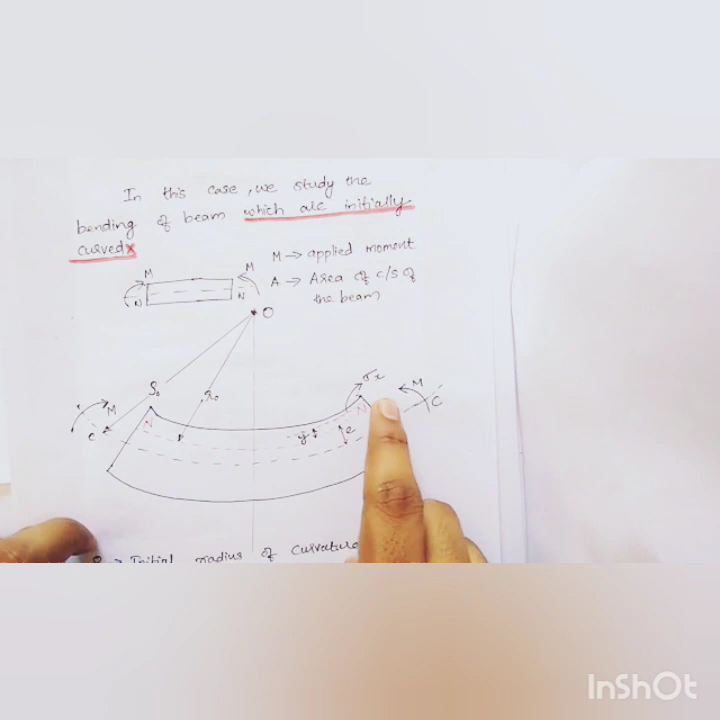 In this case, we study the
bending of beam which are initially
curved
M → applied moment
A → Area of c/s of
the beam
M
M
N
N
O
ρ₀
r₀
σx
M
M
C
c
N
N
y
e
→ Initial radius of curvature
InShOt